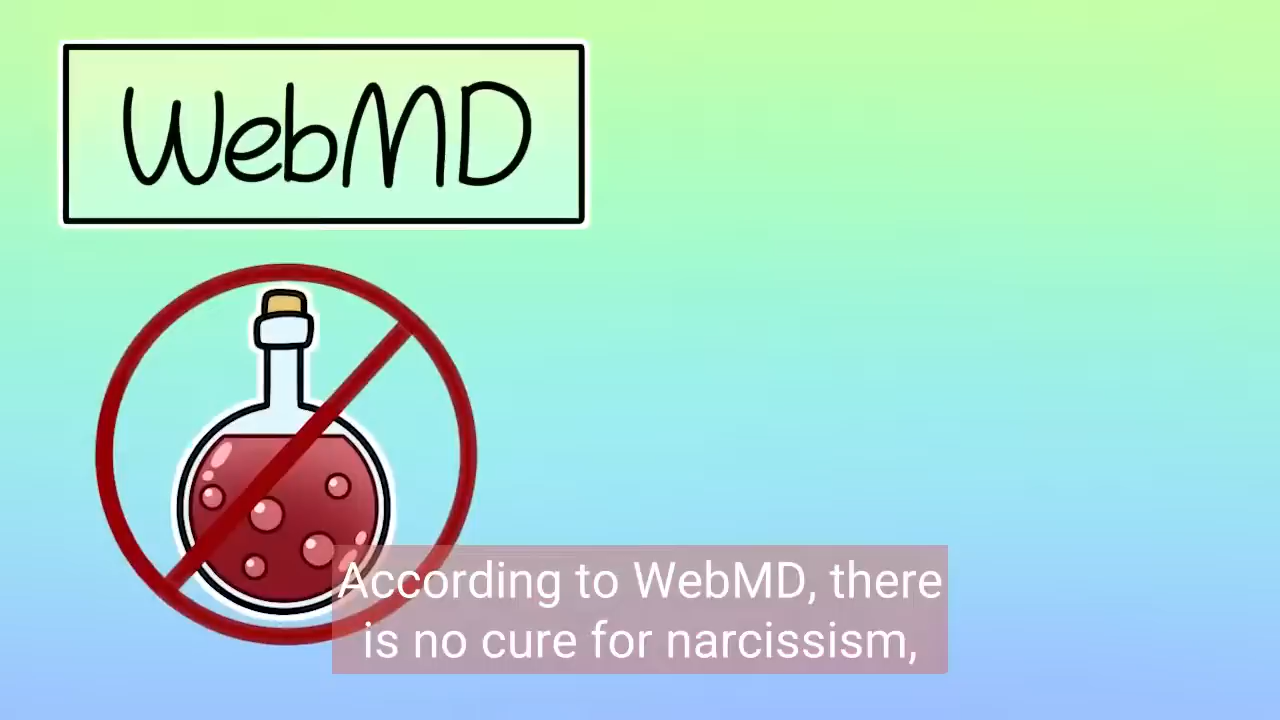 WebMD
According to WebMD, there
is no cure for narcissism,